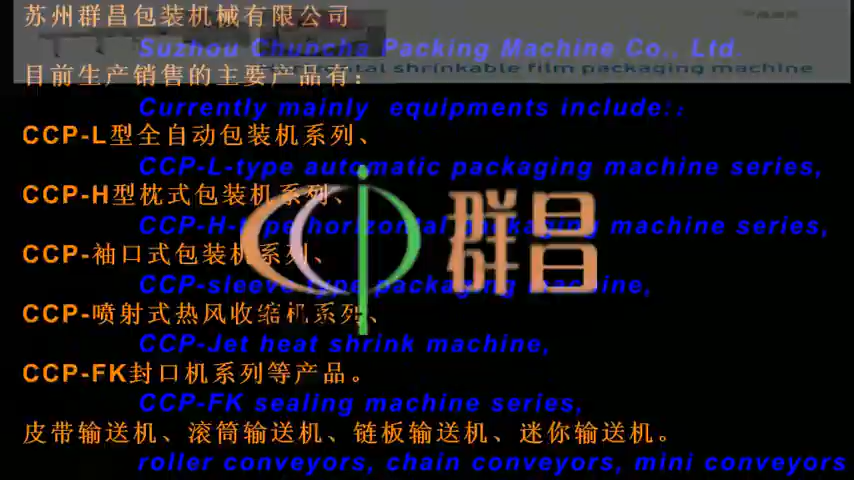 苏州群昌包装机械有限公司
Suzhou Chuncha Packing Machine Co,. Ltd
目前生产销售的主要产品有：
shrinkable film packaging machine
Currently mainly equipments include:；
CCP-L型全自动包装机系列、
CCP-L-type automatic packaging machine series,
CCP-H型枕式包装机系列、
CCP-H-type horizontal packaging machine series,
群昌
CCP-袖口式包装机系列、
CCP-sleeve type packaging machine,
CCP-喷射式热风收缩机系列、
CCP-Jet heat shrink machine,
CCP-FK封口机系列等产品。
CCP-FK sealing machine series,
皮带输送机、滚筒输送机、链板输送机、迷你输送机。
roller conveyors, chain conveyors, mini conveyors